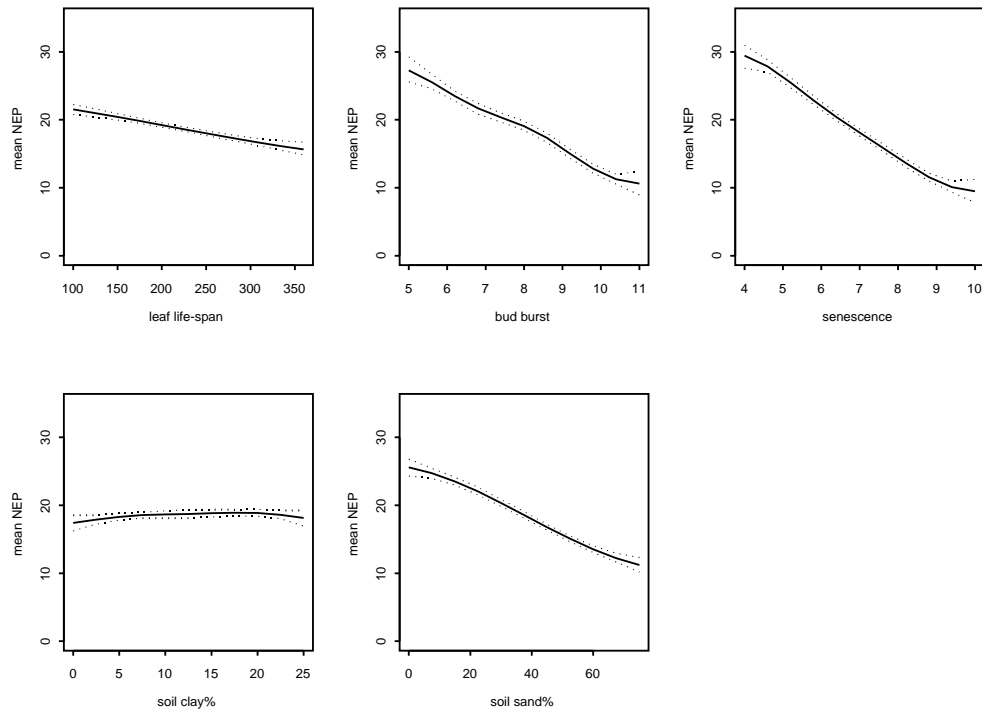 mean NEP
0 10 20 30
100 150 200 250 300 350
leaf life-span
mean NEP
0 10 20 30
5 6 7 8 9 10 11
bud burst
mean NEP
0 10 20 30
4 5 6 7 8 9 10
senescence
mean NEP
0 10 20 30
0 5 10 15 20 25
soil clay%
mean NEP
0 10 20 30
0 20 40 60
soil sand%